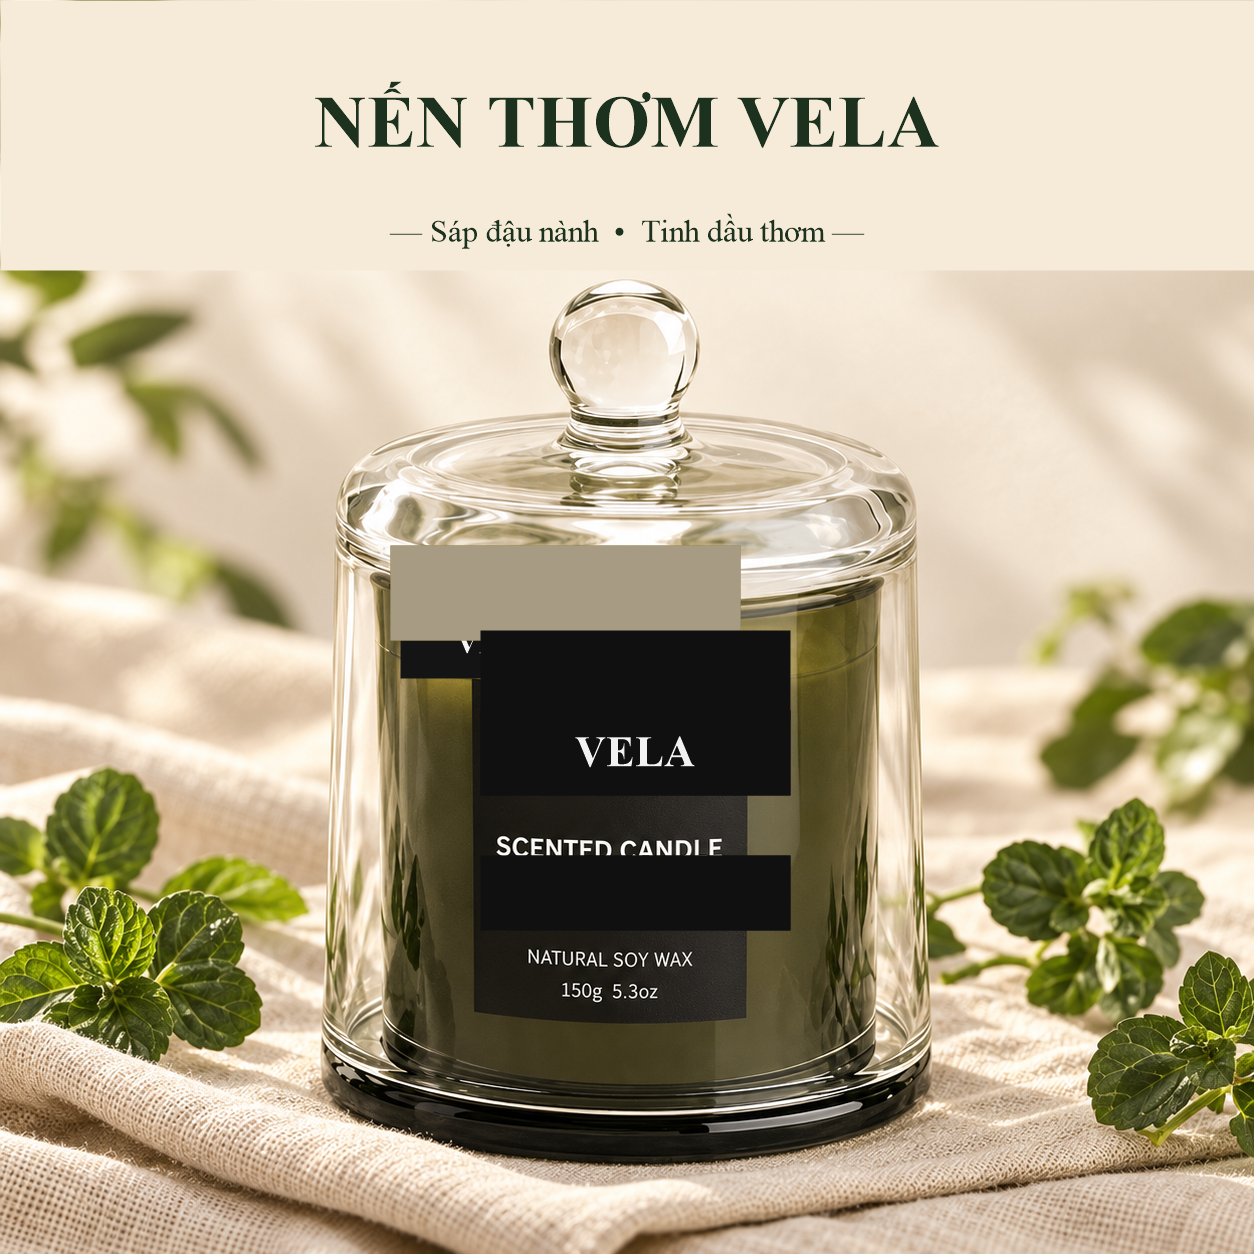 NẾN THƠM VELA
— Sáp đậu nành • Tinh dầu thơm —
VELA
SCENTED CANDLE
NATURAL SOY WAX
150g 5.3oz